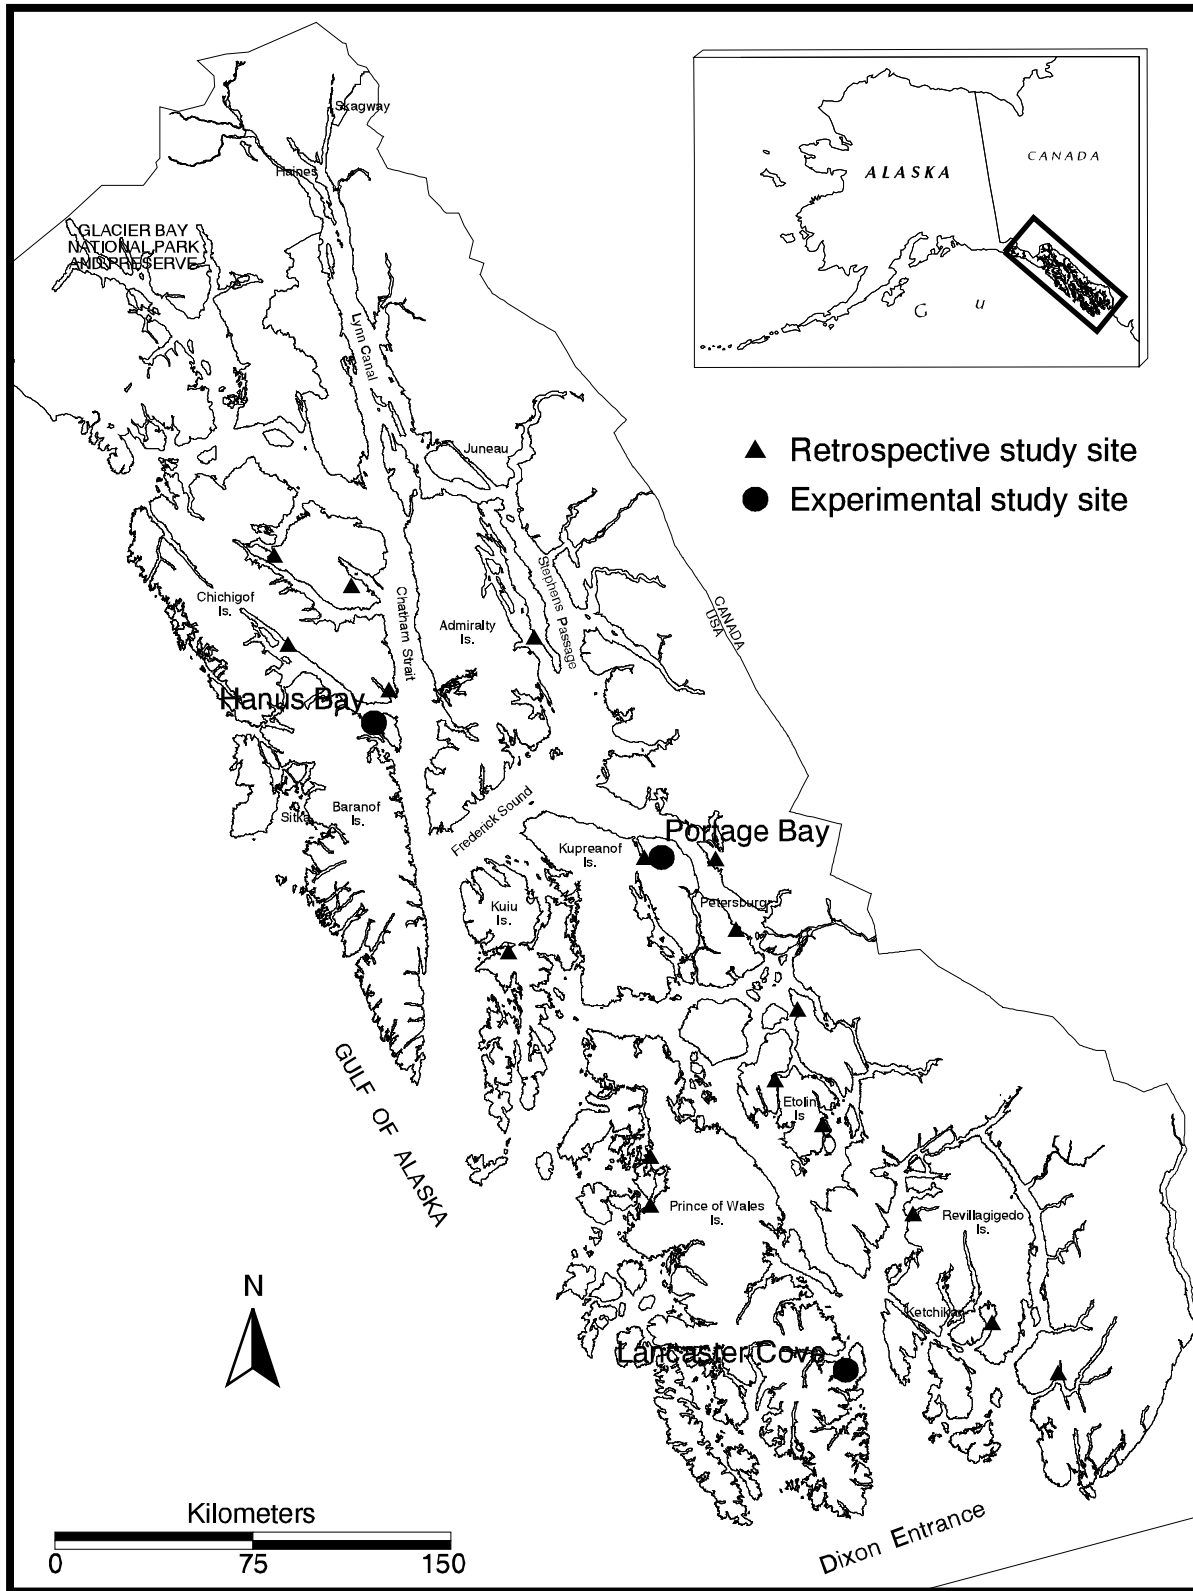 Skagway
Haines
GLACIER BAY
NATIONAL PARK
AND PRESERVE
Lynn Canal
Juneau
ALASKA
CANADA
G
u
Retrospective study site
Experimental study site
Chichigof
Is.
Chatham Strait
Admiralty
Is.
Stephens Passage
CANADA
USA
Hanus Bay
Sitka
Baranof
Is.
Frederick Sound
Kupreanof
Is.
Portage Bay
Kuiu
Is.
Petersburg
GULF OF ALASKA
Etolin
Is
Prince of Wales
Is.
Revillagigedo
Is.
Ketchikan
Lancaster Cove
N
Kilometers
0 75 150
Dixon Entrance